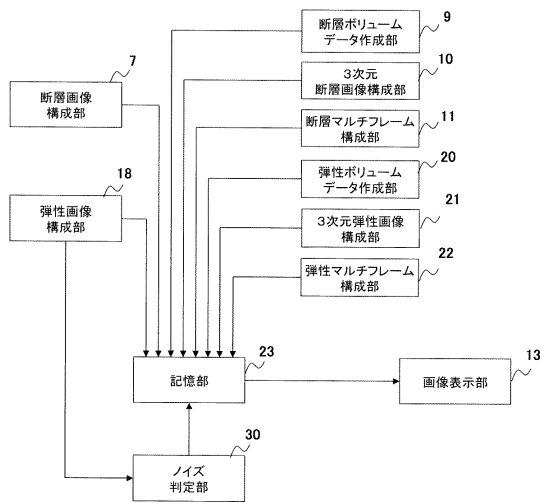 断層ボリューム
データ作成部
9
3次元
断層画像構成部
10
断層マルチフレーム
構成部
11
弾性ボリューム
データ作成部
20
3次元弾性画像
構成部
21
弾性マルチフレーム
構成部
22
断層画像
構成部
7
弾性画像
構成部
18
記憶部
23
画像表示部
13
ノイズ
判定部
30